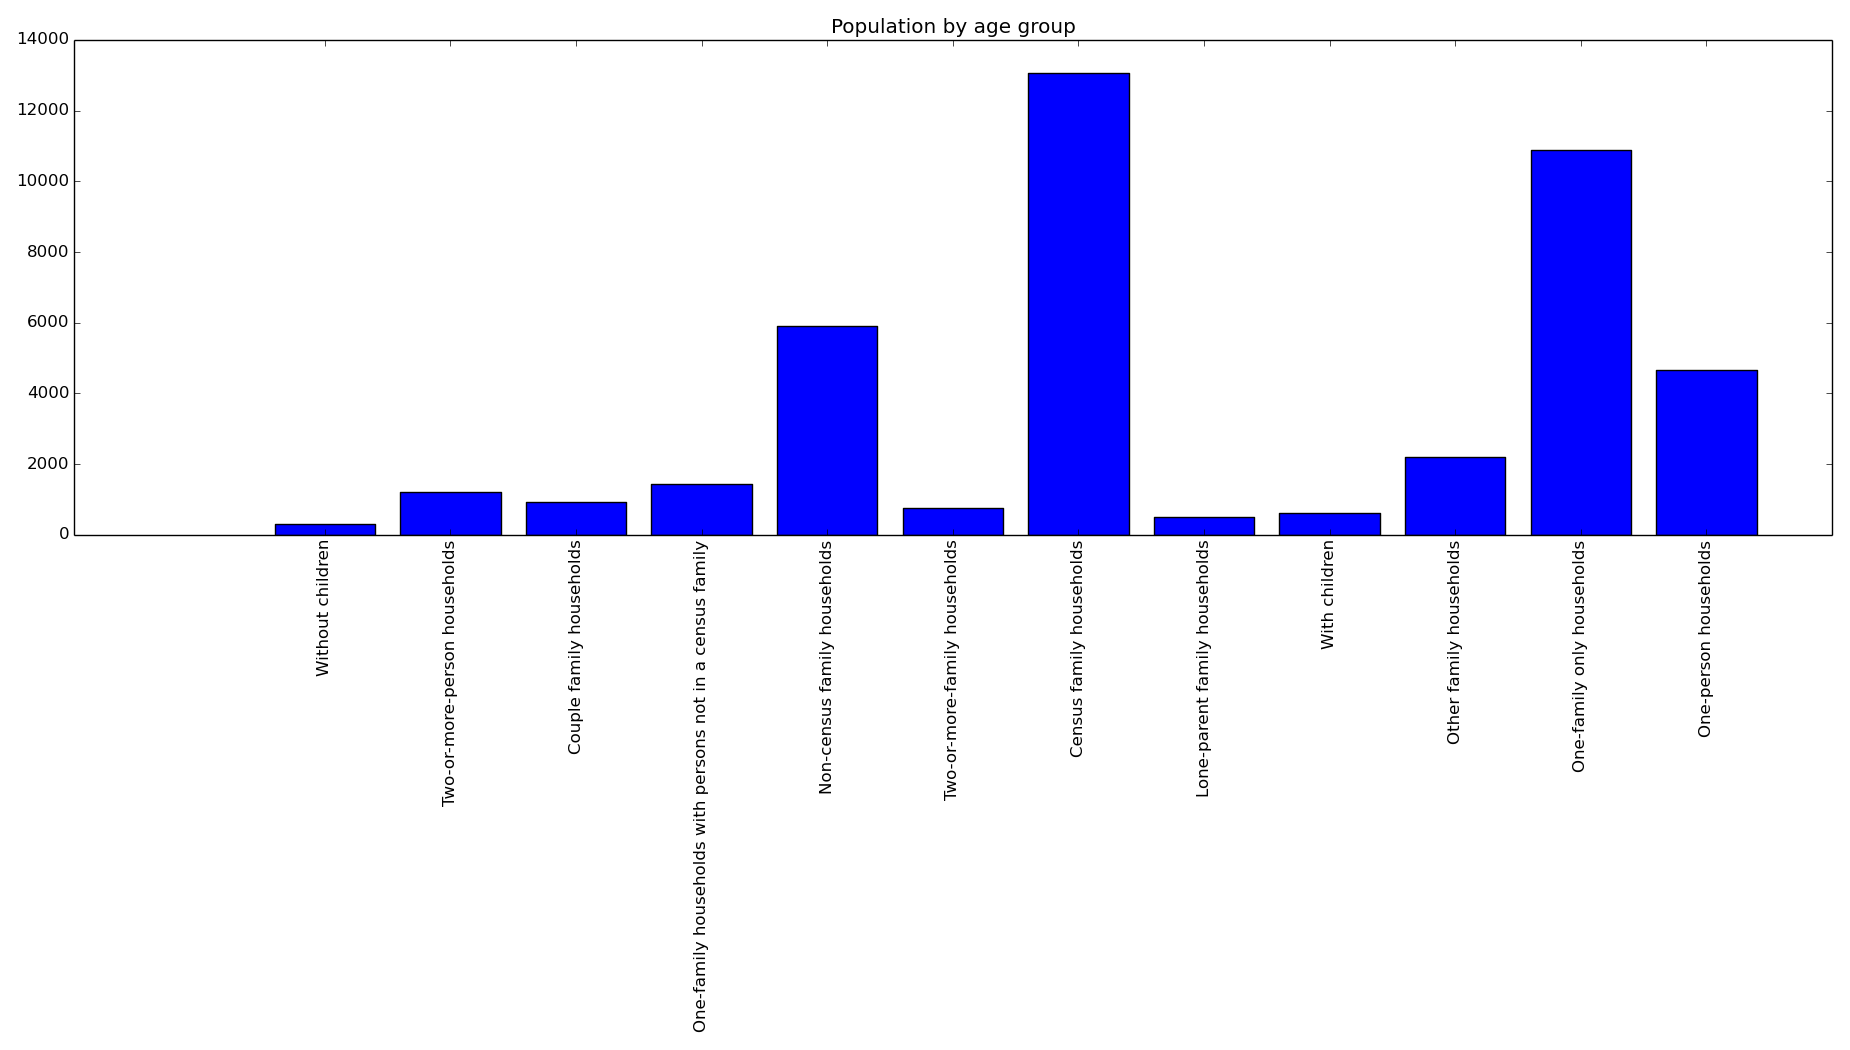 Population by age group
14000
12000
10000
8000
6000
4000
2000
0
Without children
Two-or-more-person households
Couple family households
One-family households with persons not in a census family
Non-census family households
Two-or-more-family households
Census family households
Lone-parent family households
With children
Other family households
One-family only households
One-person households